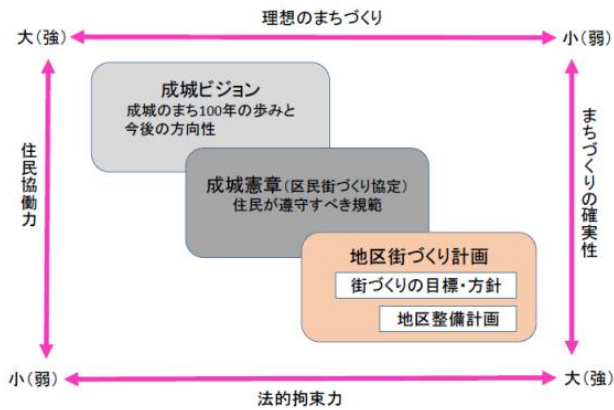 理想のまちづくり
大(強)
小(弱)
成城ビジョン
成城のまち100年の歩みと
今後の方向性
住民協働力
まちづくりの確実性
成城憲章(区民街づくり協定)
住民が遵守すべき規範
地区街づくり計画
街づくりの目標・方針
地区整備計画
小(弱)
大(強)
法的拘束力